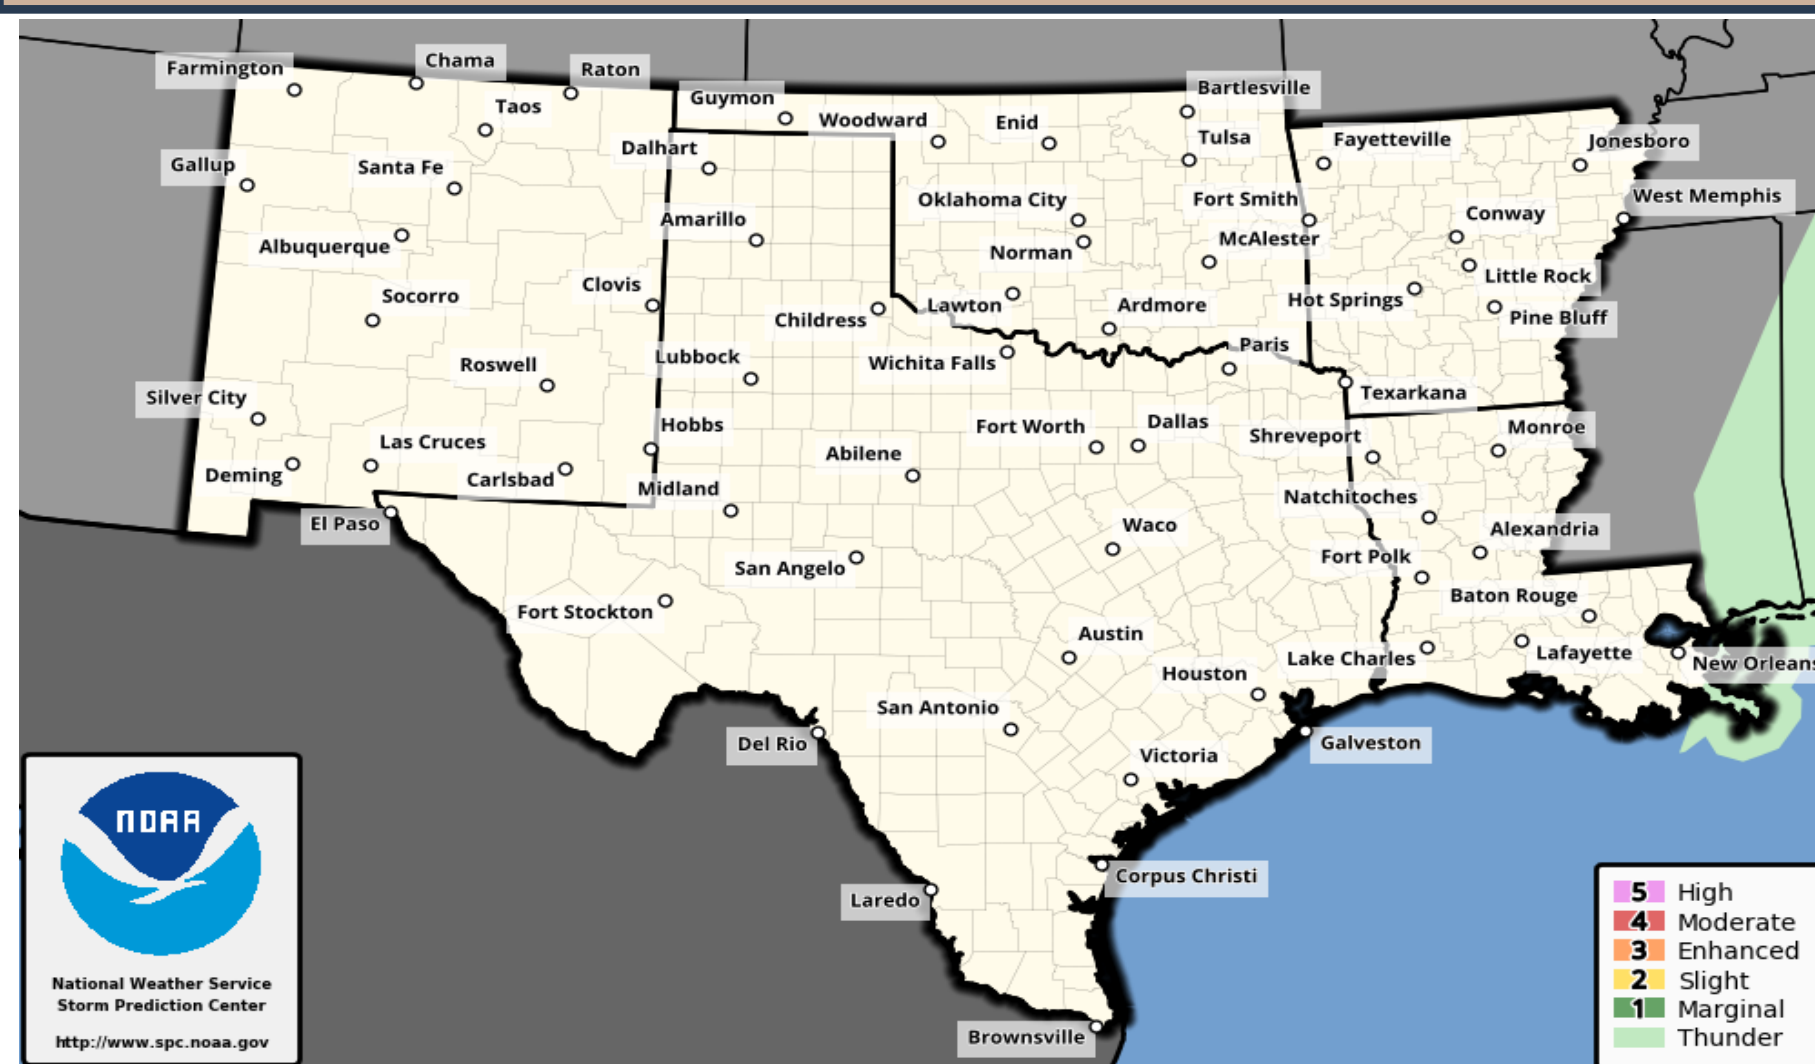 Farmington
Chama
Raton
Guymon
Bartlesville
Taos
Woodward
Enid
Tulsa
Fayetteville
Jonesboro
Gallup
Santa Fe
Dalhart
Oklahoma City
Fort Smith
West Memphis
Amarillo
Conway
Albuquerque
Norman
McAlester
Clovis
Little Rock
Socorro
Childress
Lawton
Ardmore
Hot Springs
Pine Bluff
Roswell
Lubbock
Wichita Falls
Paris
Silver City
Texarkana
Las Cruces
Hobbs
Fort Worth
Dallas
Shreveport
Monroe
Deming
Carlsbad
Midland
Abilene
Natchitoches
El Paso
Waco
Alexandria
San Angelo
Fort Polk
Fort Stockton
Baton Rouge
Austin
Lake Charles
Lafayette
New Orleans
Houston
San Antonio
Del Rio
Victoria
Galveston
Corpus Christi
Laredo
Brownsville
NOAA
National Weather Service
Storm Prediction Center
http://www.spc.noaa.gov
5 High
4 Moderate
3 Enhanced
2 Slight
1 Marginal
Thunder